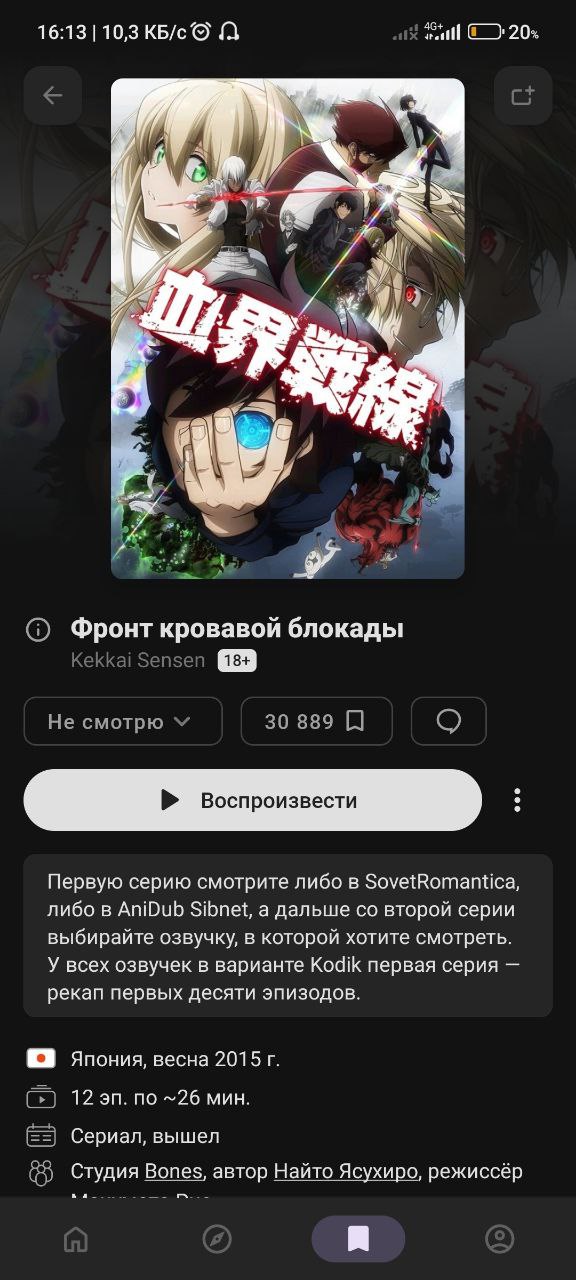 16:13 | 10,3 КБ/с 4G+ 20%
血界戦線
Фронт кровавой блокады
Kekkai Sensen 18+
Не смотрю 30 889
Воспроизвести
Первую серию смотрите либо в SovetRomantica,
либо в AniDub Sibnet, а дальше со второй серии
выбирайте озвучку, в которой хотите смотреть.
У всех озвучек в варианте Kodik первая серия —
рекап первых десяти эпизодов.
Япония, весна 2015 г.
12 эп. по ~26 мин.
Сериал, вышел
Студия Bones, автор Найто Ясухиро, режиссёр